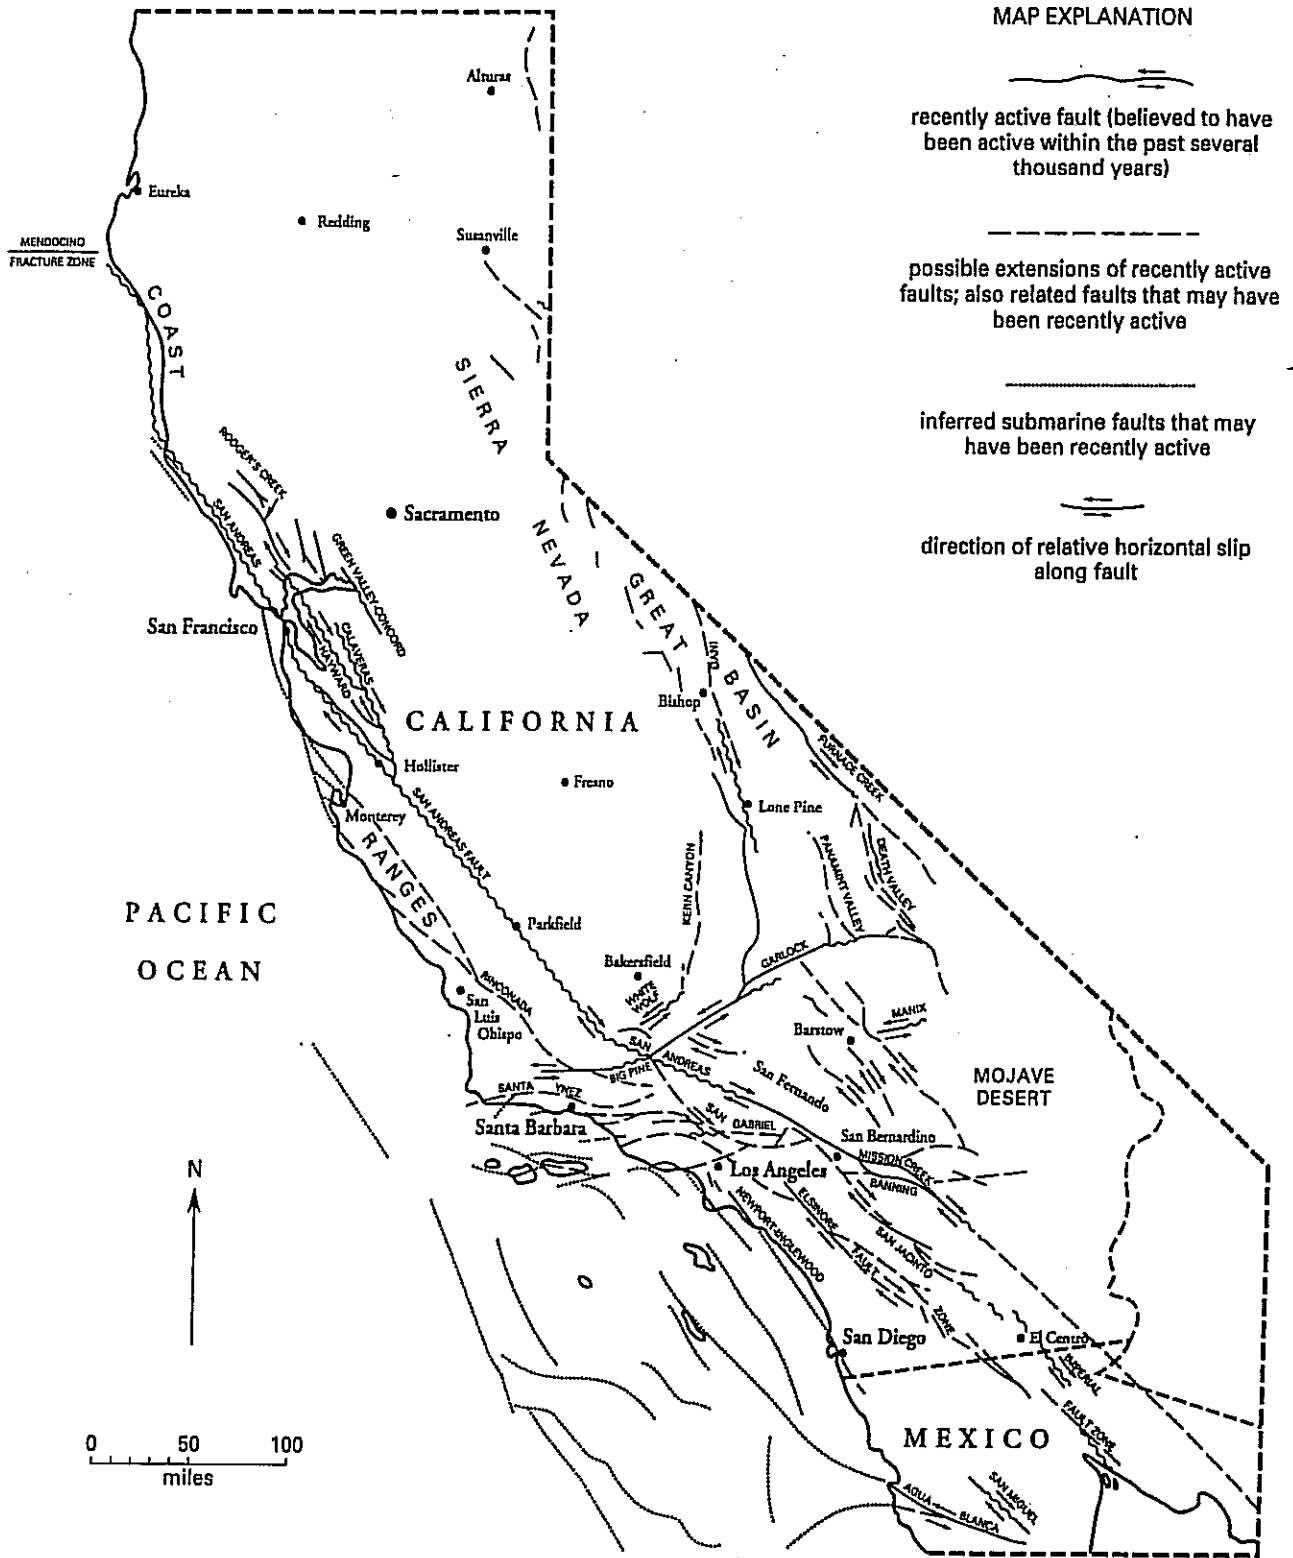 MAP EXPLANATION
recently active fault (believed to have
been active within the past several
thousand years)
possible extensions of recently active
faults; also related faults that may have
been recently active
inferred submarine faults that may
have been recently active
direction of relative horizontal slip
along fault
Alturas
Eureka
Redding
Susanville
MENDOCINO
FRACTURE ZONE
COAST
SIERRA
RODGER'S CREEK
SAN ANDREAS
Sacramento
NEVADA
GREEN VALLEY-CONCORD
GREAT
San Francisco
CALAVERAS
HAYWARD
INYO
BASIN
Bishop
CALIFORNIA
FURNACE CREEK
Hollister
Fresno
SAN ANDREAS FAULT
Lone Pine
Monterey
RANGES
KERN CANYON
PANAMINT VALLEY
DEATH VALLEY
PACIFIC
OCEAN
Parkfield
GARLOCK
Bakersfield
WHITE
WOLF
RINCONADA
San
Luis
Obispo
MANIX
Barstow
SAN
ANDREAS
BIG PINE
San Fernando
MOJAVE
DESERT
SANTA
YNEZ
SAN
GABRIEL
Santa Barbara
San Bernardino
MISSION CREEK
BANNING
Los Angeles
N
NEWPORT-INGLEWOOD
ELSINORE
FAULT
ZONE
SAN JACINTO
San Diego
El Centro
IMPERIAL
FAULT ZONE
MEXICO
0 50 100
miles
SAN MIGUEL
AGUA
BLANCA